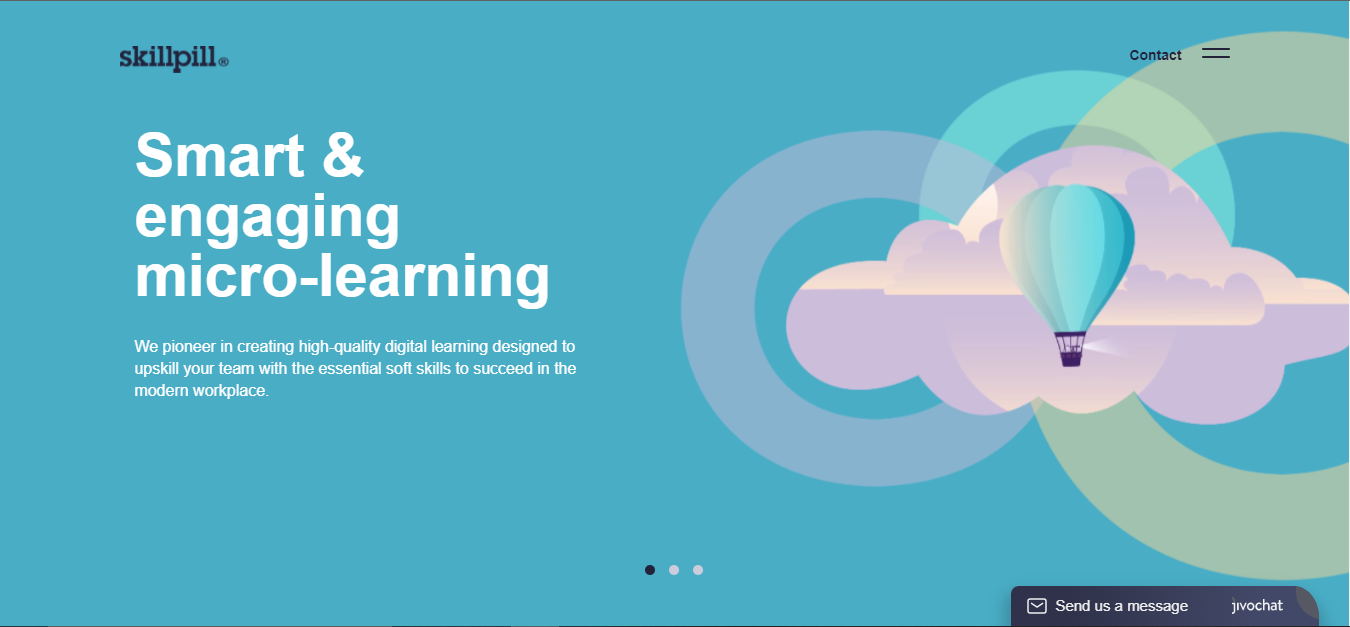 skillpill®
Contact
Smart &
engaging
micro-learning
We pioneer in creating high-quality digital learning designed to
upskill your team with the essential soft skills to succeed in the
modern workplace.
Send us a message
jivochat